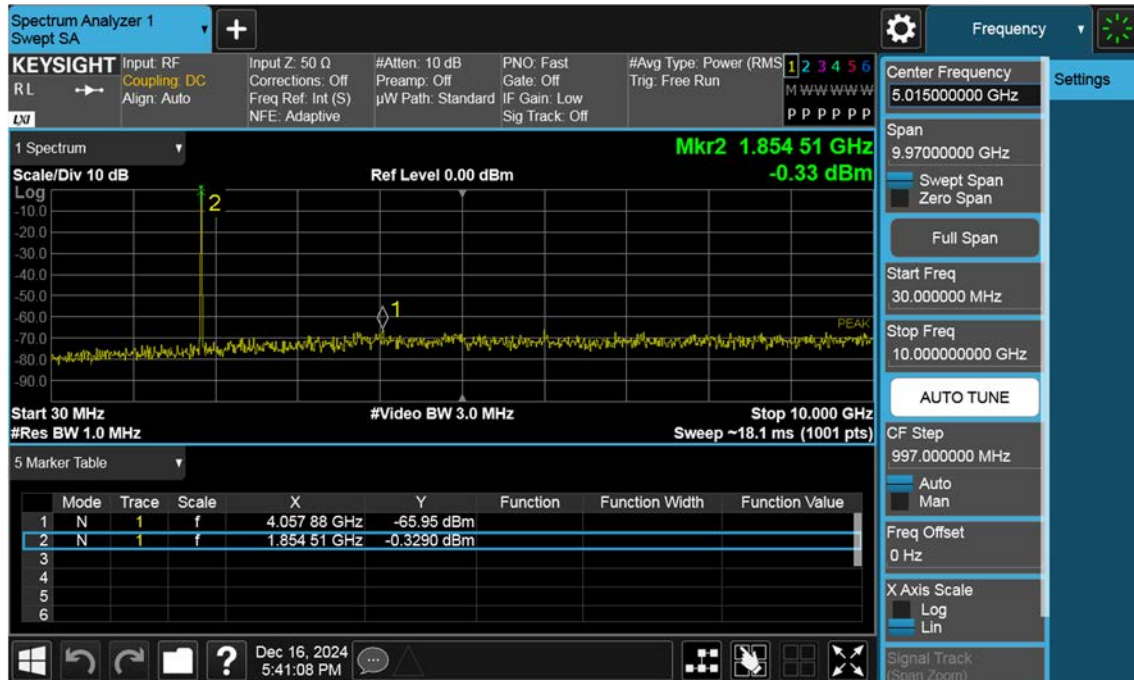 Spectrum Analyzer 1
Swept SA
Frequency
KEYSIGHT
RL
LXI
Input: RF
Coupling: DC
Align: Auto
Input Z: 50 Ω
Corrections: Off
Freq Ref: Int (S)
NFE: Adaptive
#Atten: 10 dB
Preamp: Off
µW Path: Standard
PNO: Fast
Gate: Off
IF Gain: Low
Sig Track: Off
#Avg Type: Power (RMS
Trig: Free Run
1 2 3 4 5 6
M W W W W W
P P P P P P
1 Spectrum
Mkr2 1.854 51 GHz
Scale/Div 10 dB
Ref Level 0.00 dBm
-0.33 dBm
Log
2
-10.0
-20.0
-30.0
-40.0
-50.0
1
-60.0
PEAK
-70.0
-80.0
-90.0
Start 30 MHz
#Video BW 3.0 MHz
Stop 10.000 GHz
#Res BW 1.0 MHz
Sweep ~18.1 ms (1001 pts)
5 Marker Table
Mode Trace Scale X Y Function Function Width Function Value
1 N 1 f 4.057 88 GHz -65.95 dBm
2 N 1 f 1.854 51 GHz -0.3290 dBm
3
4
5
6
Dec 16, 2024
5:41:08 PM
Center Frequency
5.015000000 GHz
Settings
Span
9.97000000 GHz
Swept Span
Zero Span
Full Span
Start Freq
30.000000 MHz
Stop Freq
10.000000000 GHz
AUTO TUNE
CF Step
997.000000 MHz
Auto
Man
Freq Offset
0 Hz
X Axis Scale
Log
Lin
Signal Track
(Span Zoom)